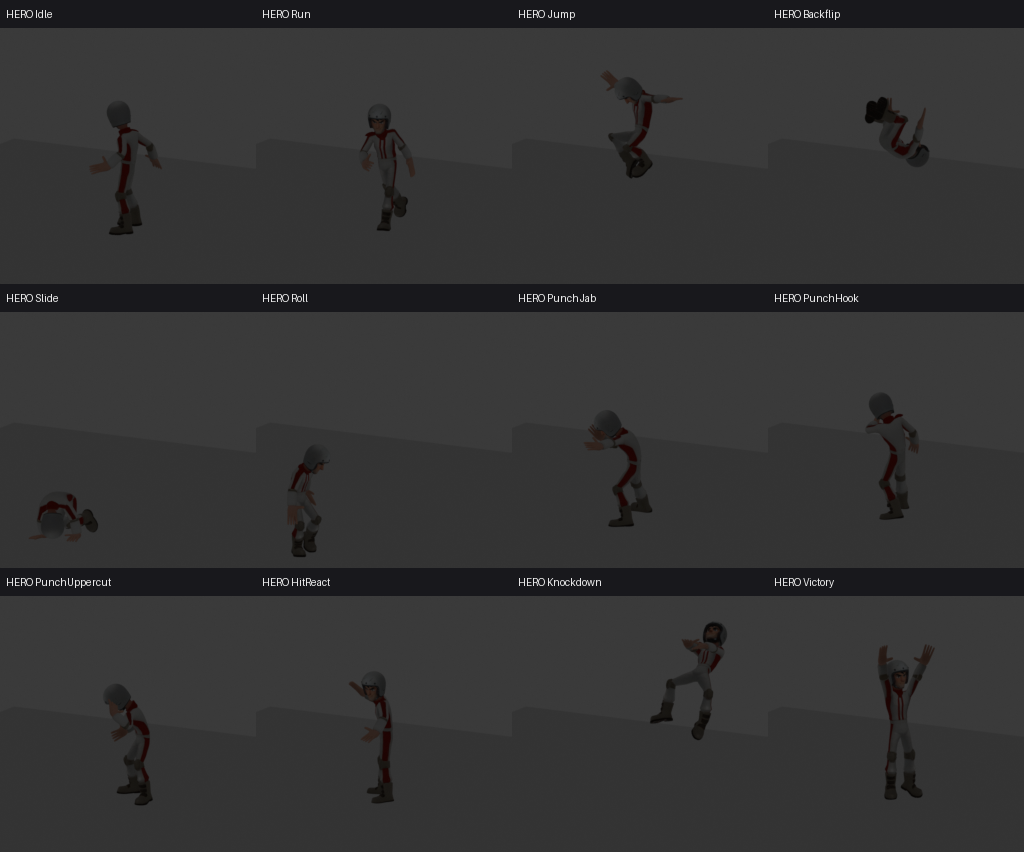 HERO Idle
HERO Run
HERO Jump
HERO Backflip
HERO Slide
HERO Roll
HERO PunchJab
HERO PunchHook
HERO PunchUppercut
HERO HitReact
HERO Knockdown
HERO Victory